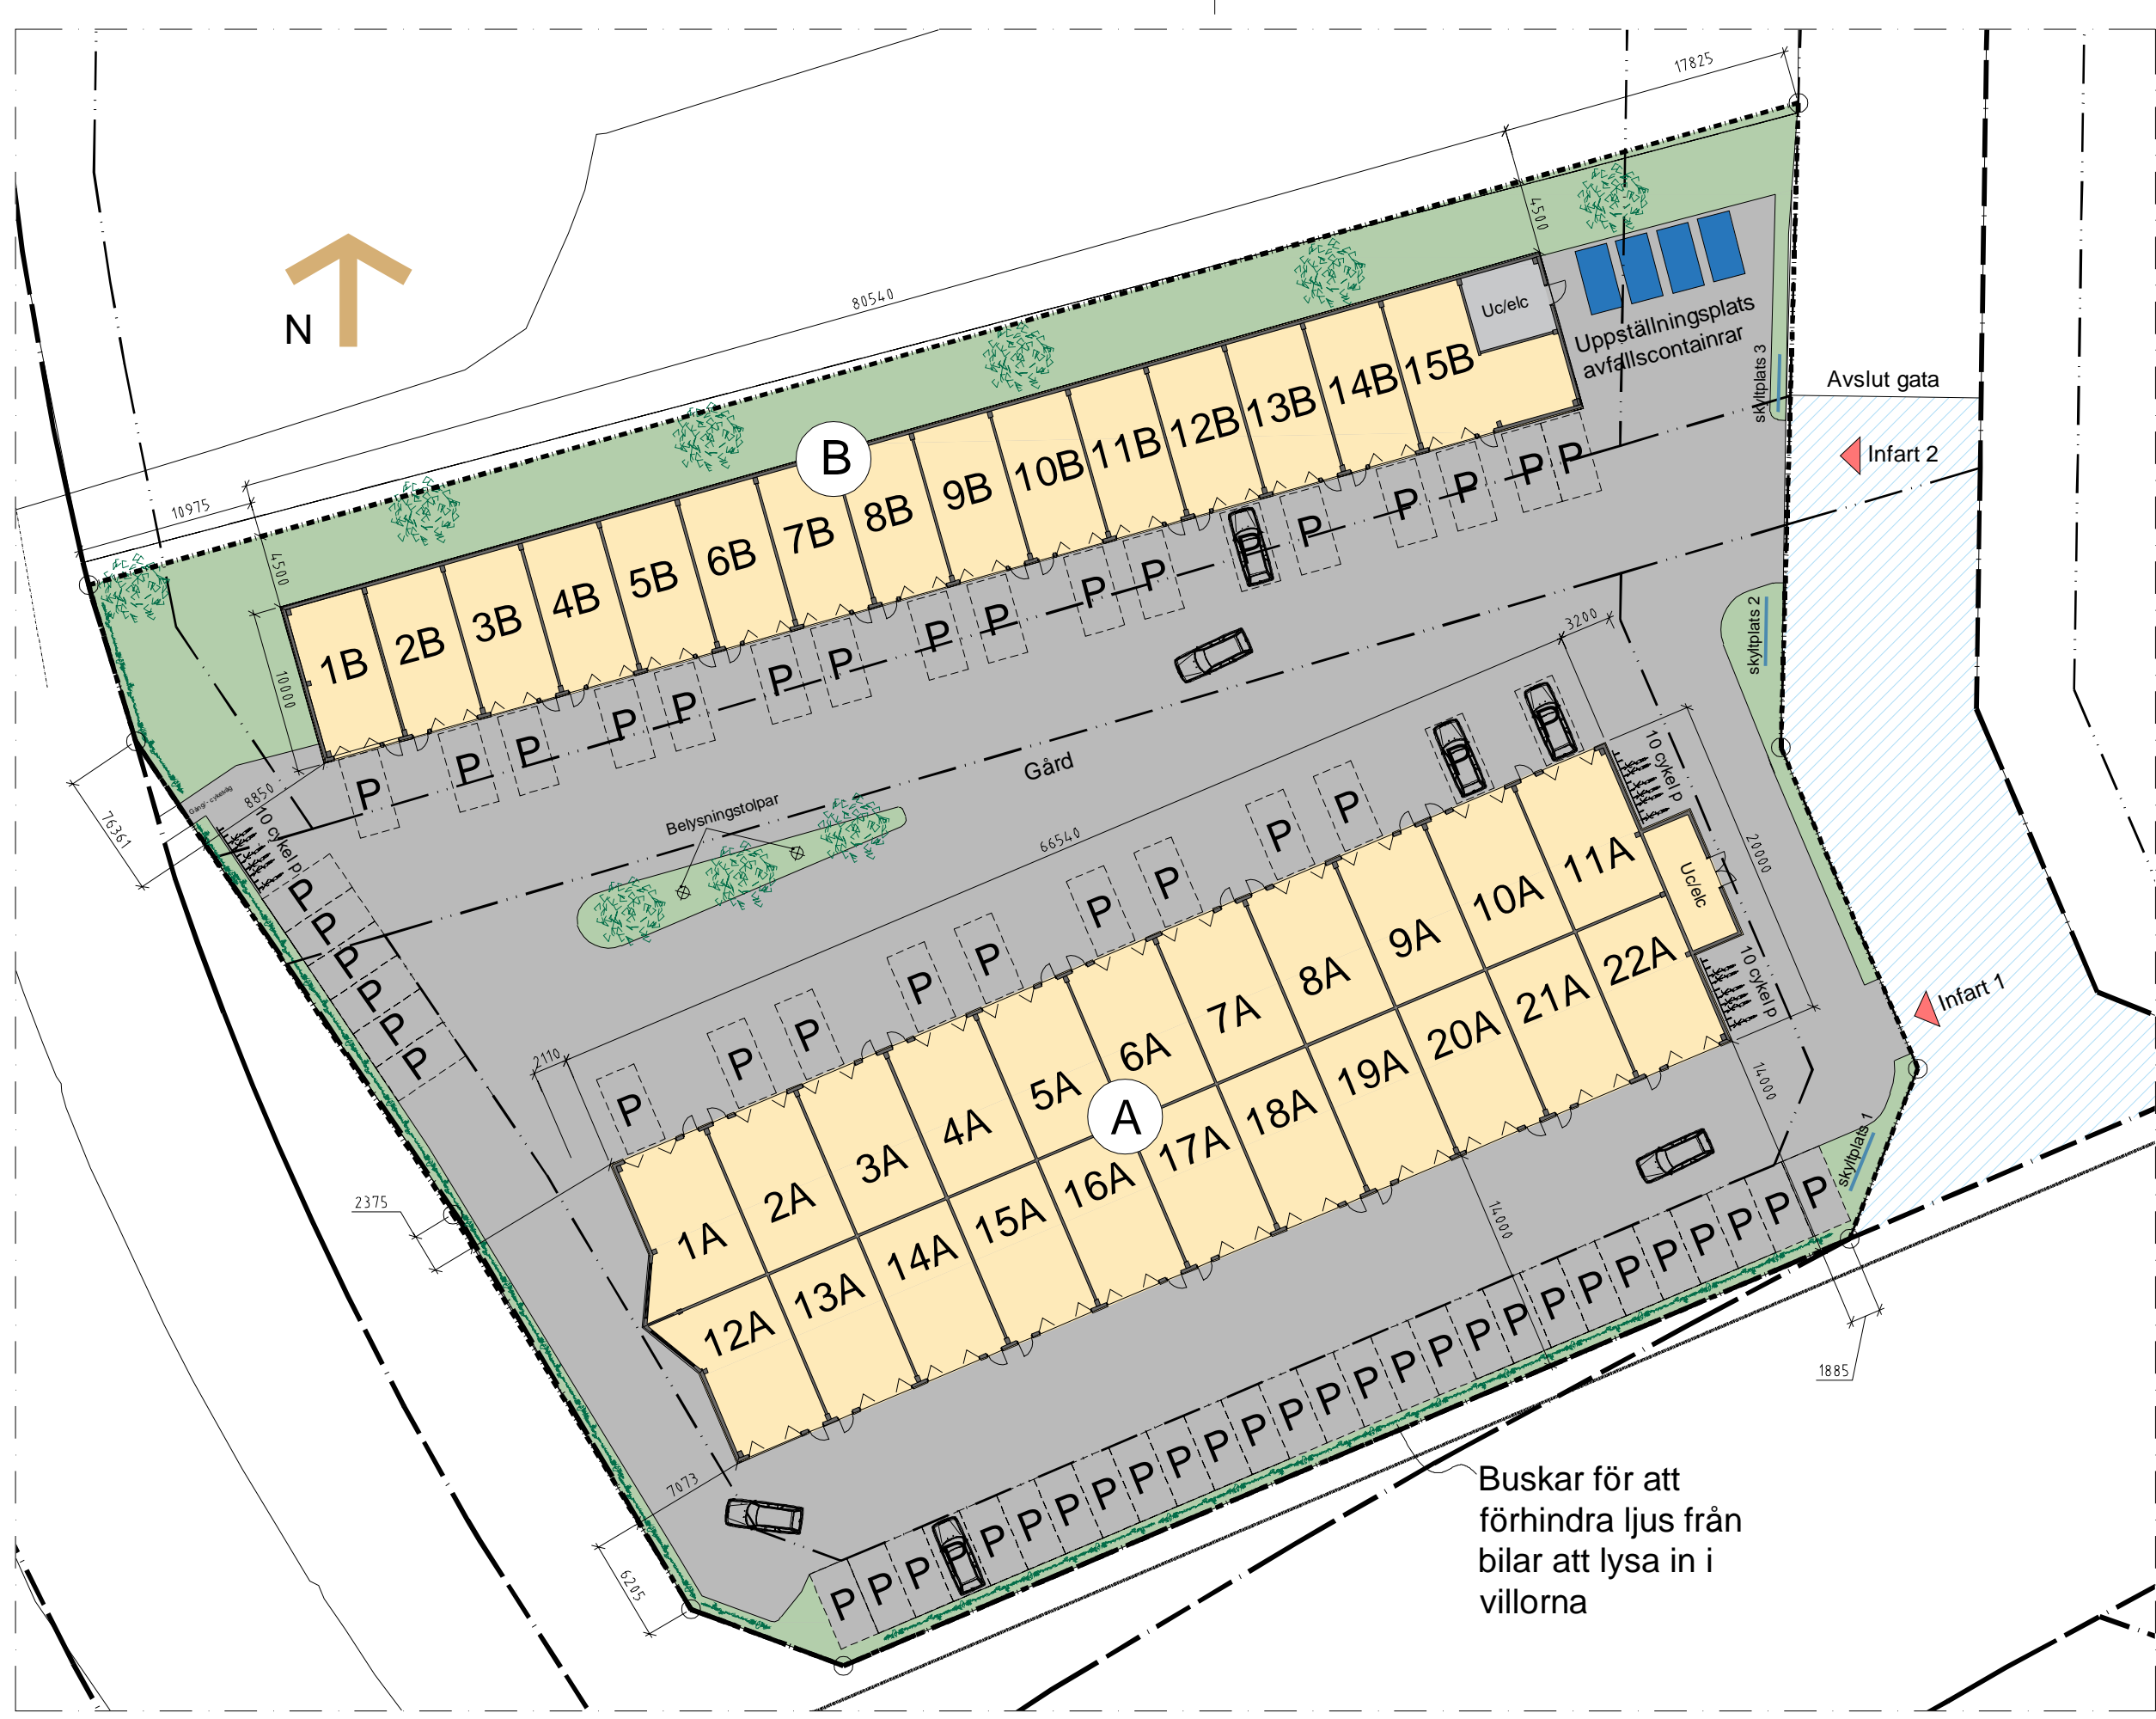 17825
4500
N
80540
Uc/elc
Uppställningsplats
avfallscontainrar
skyltplats 3
Avslut gata
Infart 2
10975
4500
B
1B
2B
3B
4B
5B
6B
7B
8B
9B
10B
11B
12B
13B
14B
15B
P P P P P P P P P P P P P P P P P P P
10000
skyltplats 2
3200
Gård
8850
76361
Gång/- cykelväg
10 cykel p
Belysningstolpar
66540
10 cykel p
20000
Uc/elc
10 cykel p
P
P
P
P
P
P
P P P P P P P P P P P
Infart 1
2110
1A
2A
3A
4A
5A
6A
7A
8A
9A
10A
11A
A
12A
13A
14A
15A
16A
17A
18A
19A
20A
21A
22A
2375
14000
14000
skyltplats 1
1885
7073
6205
P P P P P P P P P P P P P P P P P P P P P P P P P P P
Buskar för att
förhindra ljus från
bilar att lysa in i
villorna